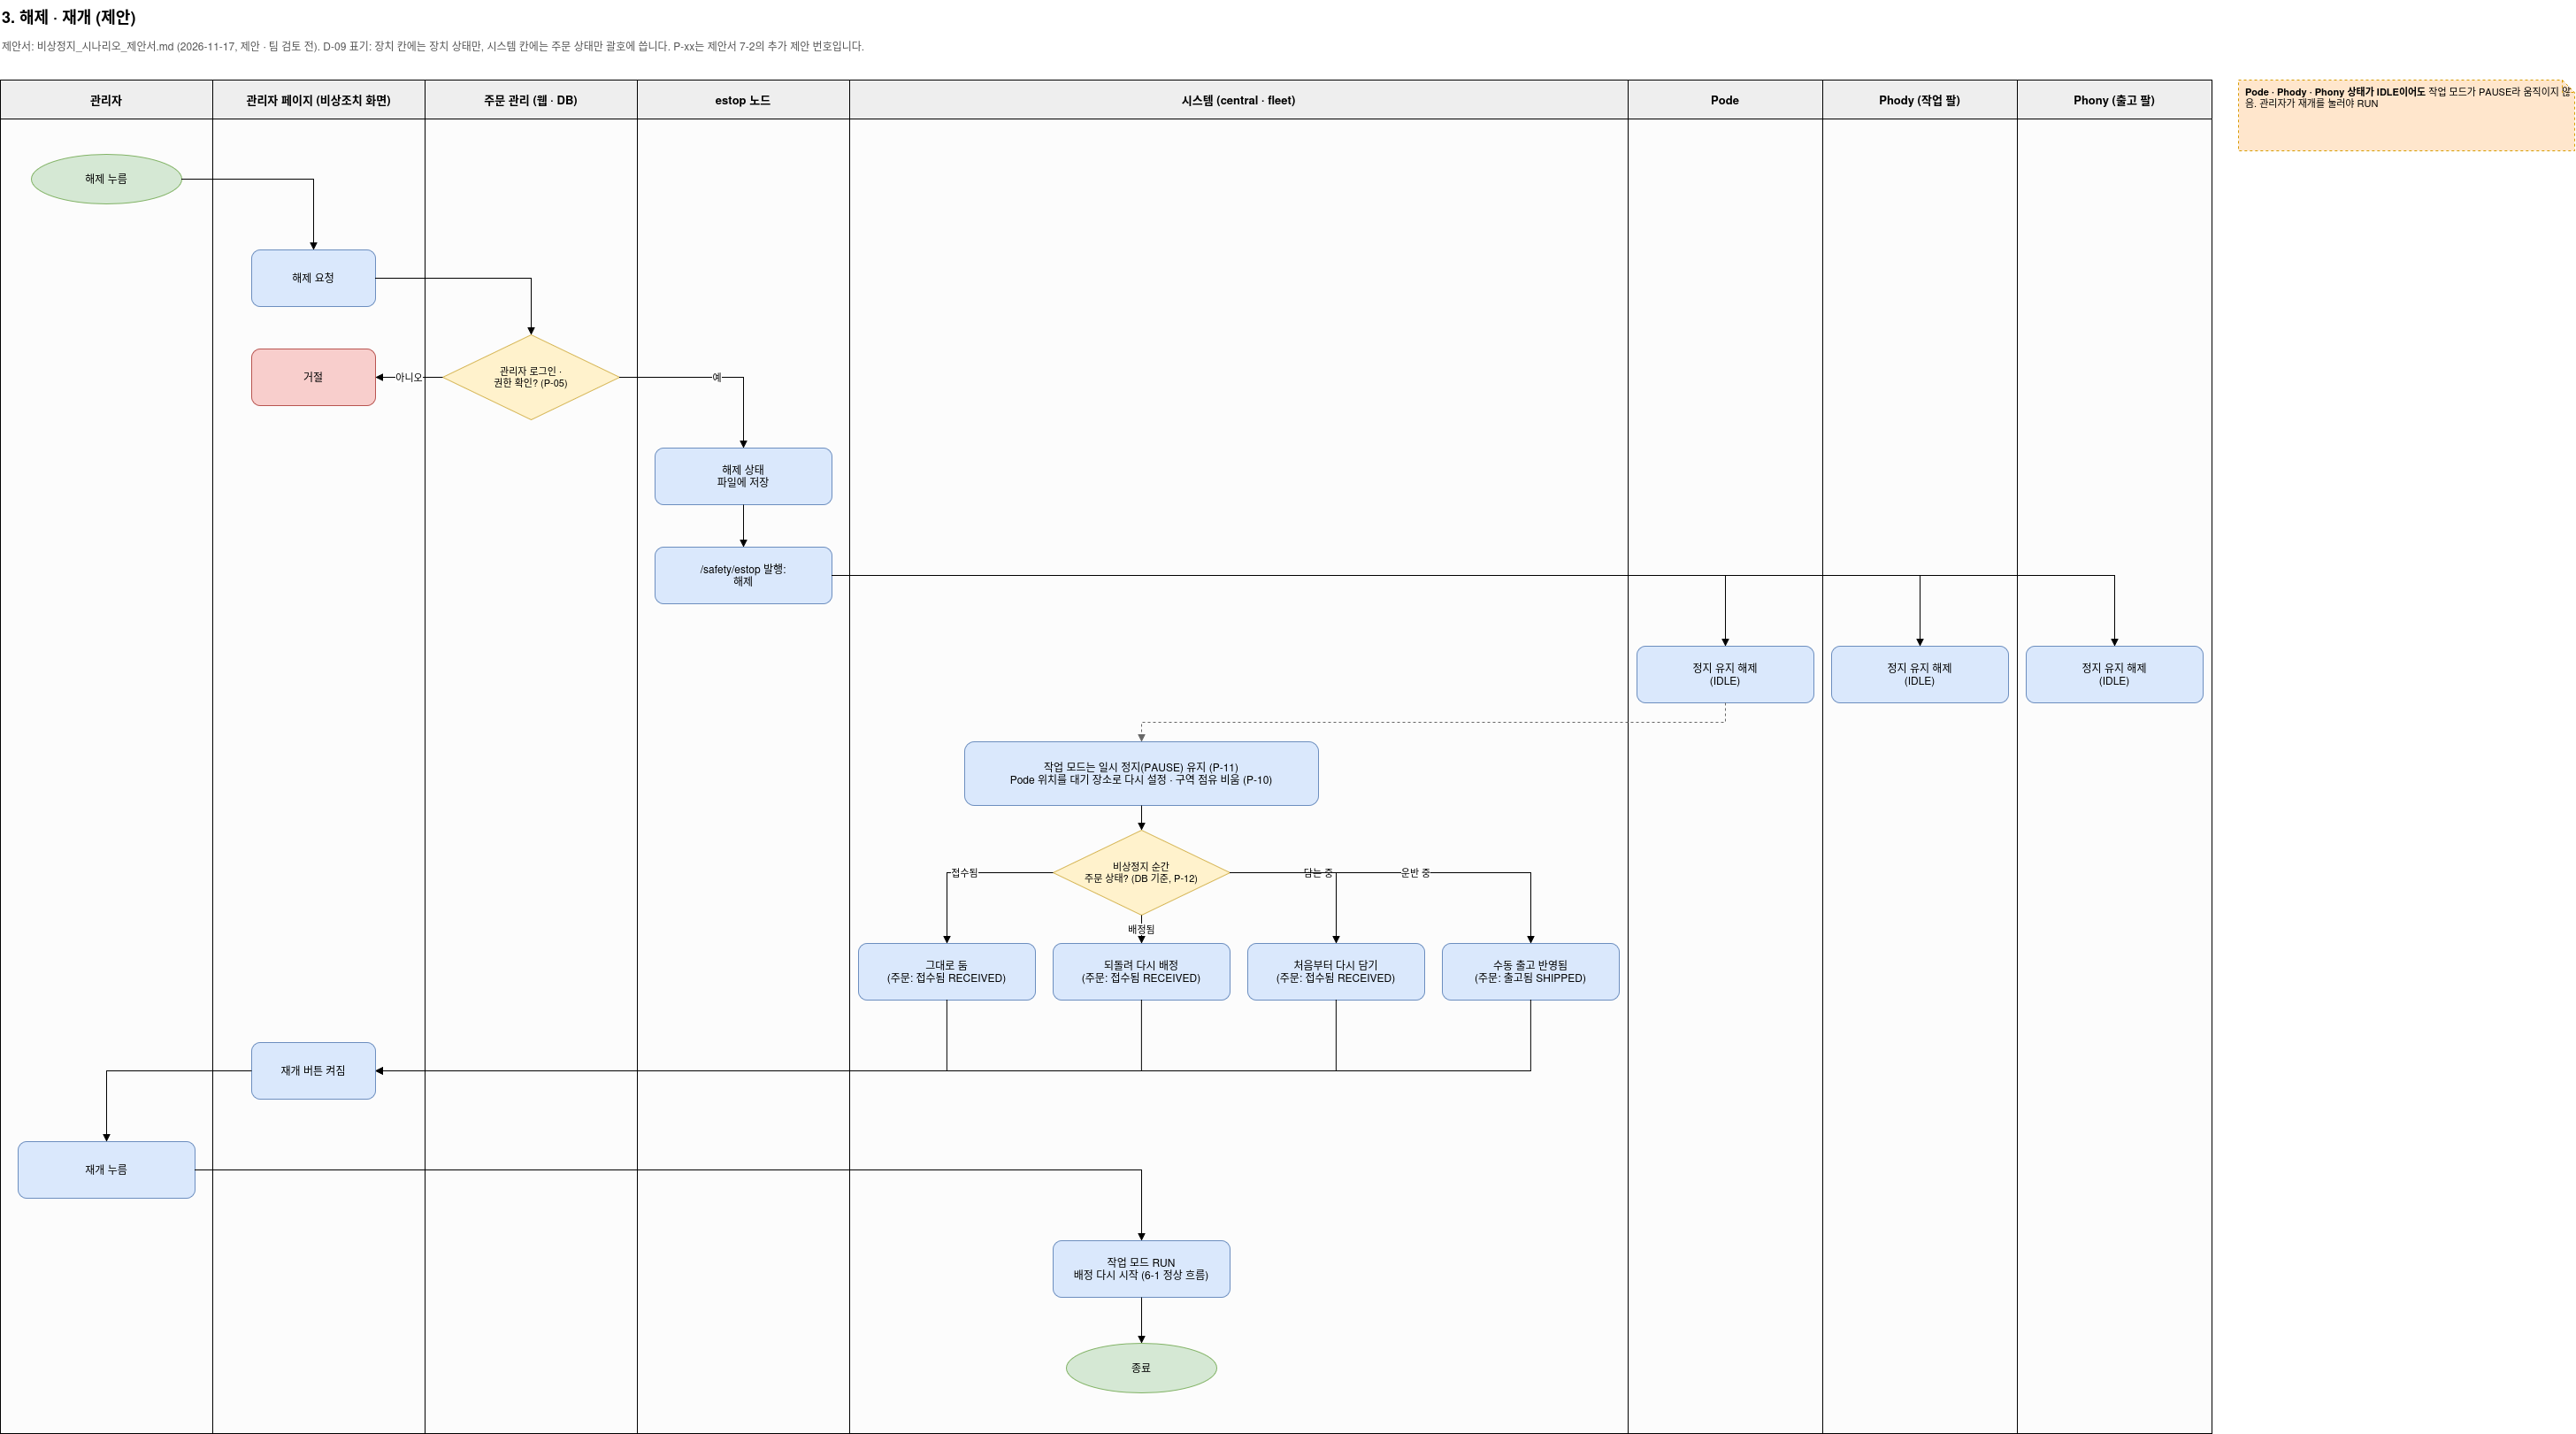 3. 해제 · 재개 (제안)
제안서: 비상정지_시나리오_제안서.md (2026-11-17, 제안 · 팀 검토 전). D-09 표기: 장치 칸에는 장치 상태만, 시스템 칸에는 주문 상태만 괄호에 씁니다. P-xx는 제안서 7-2의 추가 제안 번호입니다.
관리자
관리자 페이지 (비상조치 화면)
주문 관리 (웹 · DB)
estop 노드
시스템 (central · fleet)
Pode
Phody (작업 팔)
Phony (출고 팔)
Pode · Phody · Phony 상태가 IDLE이어도 작업 모드가 PAUSE라 움직이지 않
음. 관리자가 재개를 눌러야 RUN
해제 누름
해제 요청
거절
아니오
관리자 로그인 ·
권한 확인? (P-05)
예
해제 상태
파일에 저장
/safety/estop 발행:
해제
정지 유지 해제
(IDLE)
정지 유지 해제
(IDLE)
정지 유지 해제
(IDLE)
작업 모드는 일시 정지(PAUSE) 유지 (P-11)
Pode 위치를 대기 장소로 다시 설정 · 구역 점유 비움 (P-10)
접수됨
비상정지 순간
주문 상태? (DB 기준, P-12)
담는 중
운반 중
배정됨
그대로 둠
(주문: 접수됨 RECEIVED)
되돌려 다시 배정
(주문: 접수됨 RECEIVED)
처음부터 다시 담기
(주문: 접수됨 RECEIVED)
수동 출고 반영됨
(주문: 출고됨 SHIPPED)
재개 버튼 켜짐
재개 누름
작업 모드 RUN
배정 다시 시작 (6-1 정상 흐름)
종료